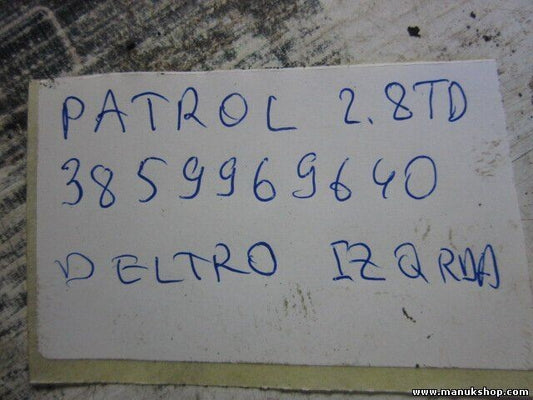 PATROL 2.8TD
3859969640
DELTRO IZQRDA
www.manukshop.com